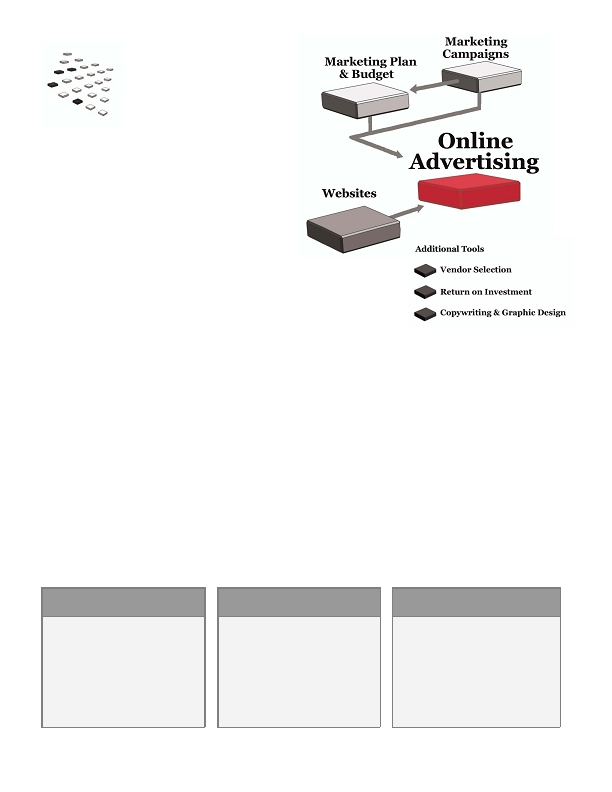 Marketing
Campaigns
Marketing Plan
& Budget
Online
Advertising
Websites
Additional Tools
Vendor Selection
Return on Investment
Copywriting & Graphic Design